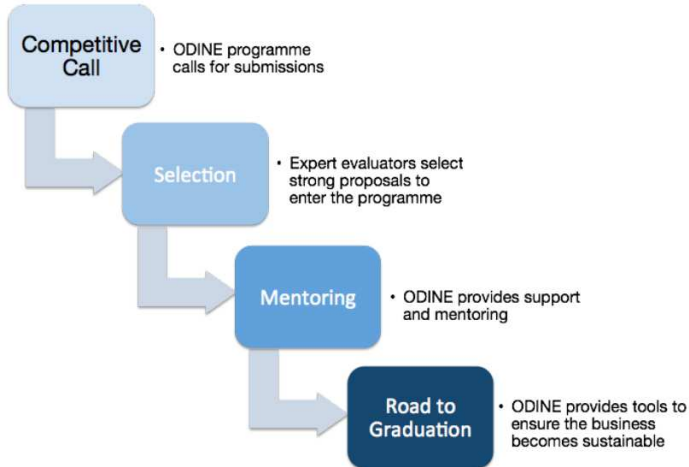 Competitive
Call
• ODINE programme
calls for submissions
Selection
• Expert evaluators select
strong proposals to
enter the programme
Mentoring
• ODINE provides support
and mentoring
Road to
Graduation
• ODINE provides tools to
ensure the business
becomes sustainable